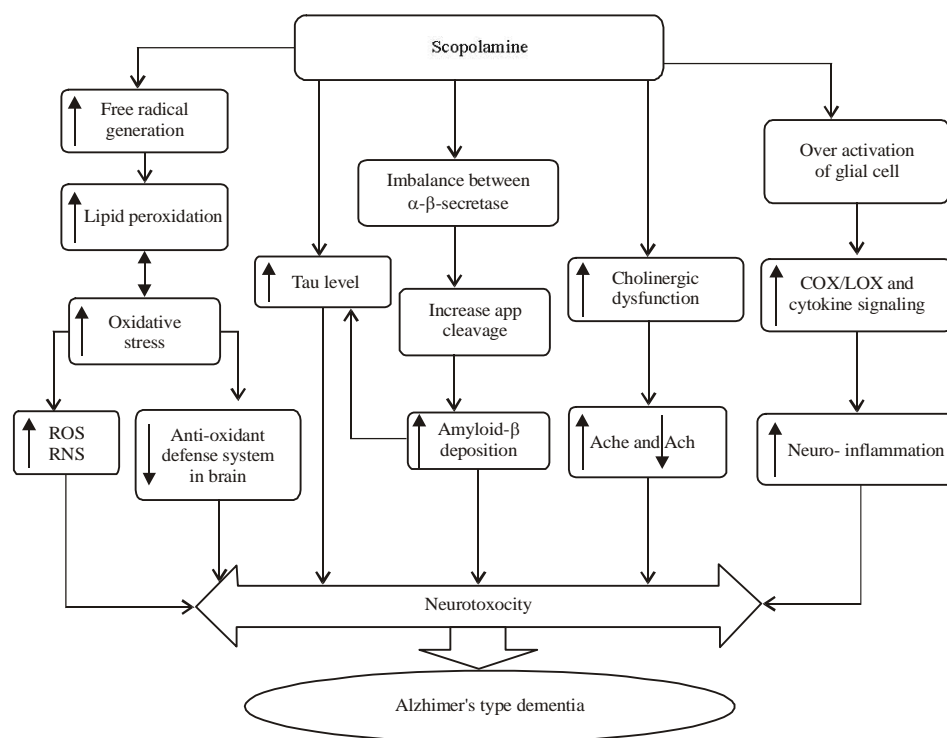 Scopolamine
Free radical
generation
Lipid peroxidation
Oxidative
stress
ROS
RNS
Anti-oxidant
defense system
in brain
Tau level
Imbalance between
α-β-secretase
Increase app
cleavage
Amyloid-β
deposition
Cholinergic
dysfunction
Ache and Ach
Over activation
of glial cell
COX/LOX and
cytokine signaling
Neuro- inflammation
Neurotoxocity
Alzhimer's type dementia